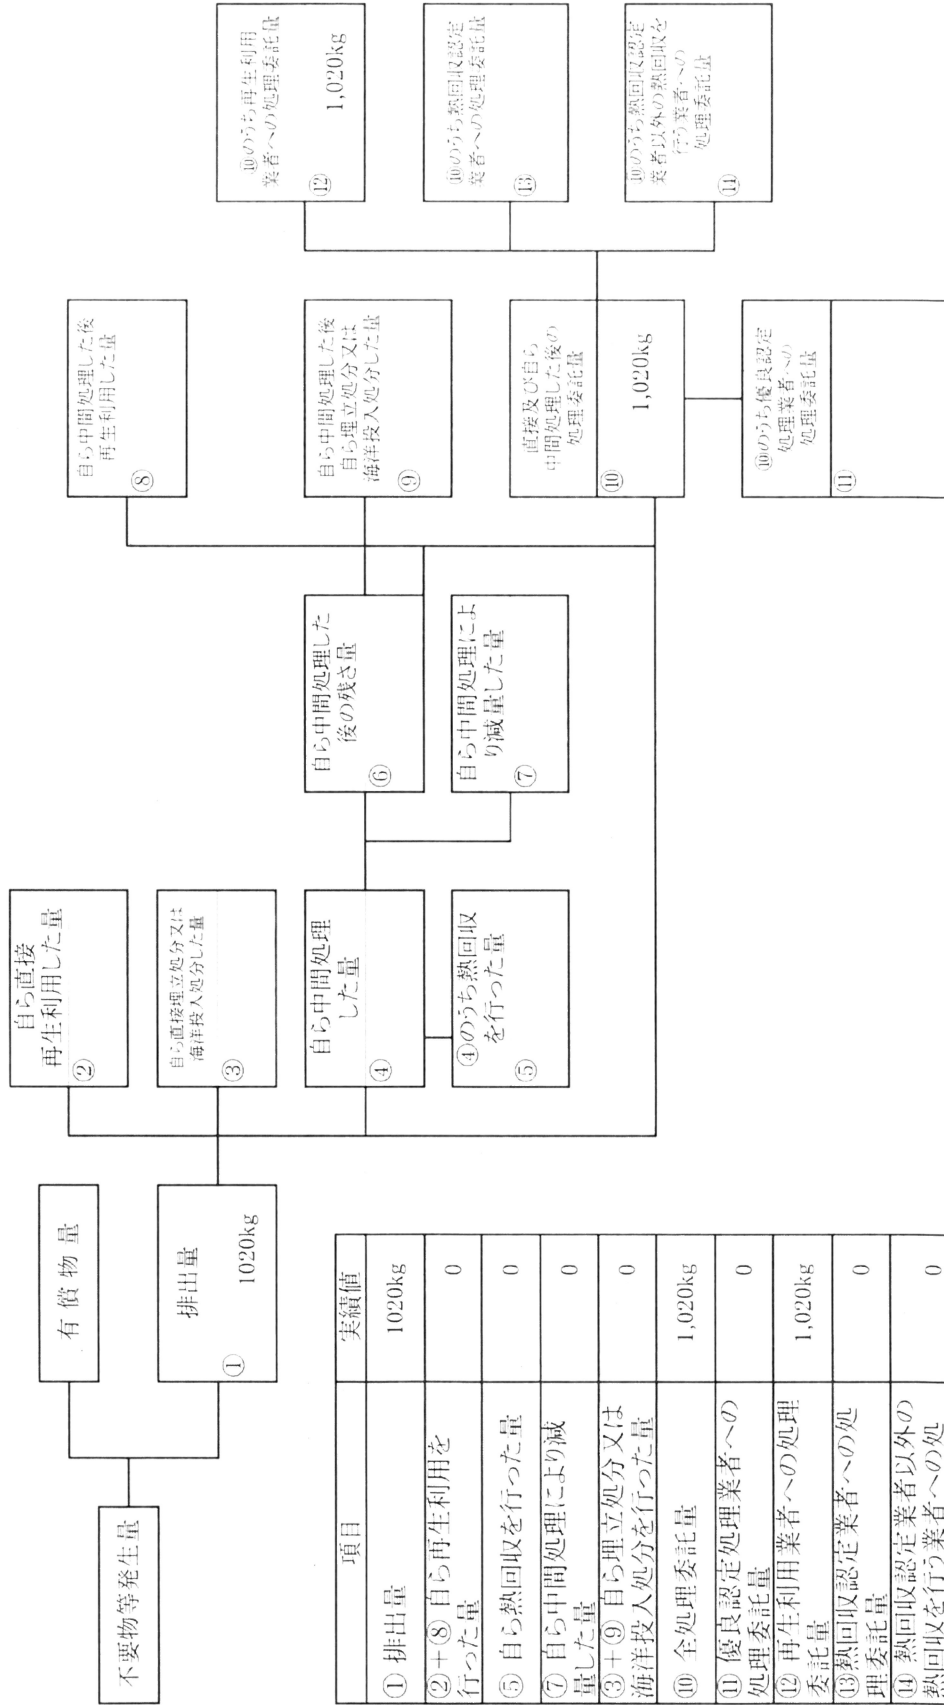 不要物等発生量
有償物量
排出量
①
1020kg
自ら直接
再生利用した量
②
自ら直接埋立処分又は
海洋投入処分した量
③
自ら中間処理
した量
④
④のうち熱回収
を行った量
⑤
自ら中間処理した
後の残さ量
⑥
自ら中間処理によ
り減量した量
⑦
自ら中間処理した後
再生利用した量
⑧
自ら中間処理した後
自ら埋立処分又は
海洋投入処分した量
⑨
直接及び自ら
中間処理した後の
処理委託量
⑩
1,020kg
⑩のうち優良認定
処理業者への
処理委託量
⑪
⑩のうち再生利用
業者への処理委託量
⑫
1,020kg
⑩のうち熱回収認定
業者への処理委託量
⑬
⑩のうち熱回収認定
業者以外の熱回収を
行う業者への
処理委託量
⑭
項目 実績値
①排出量 1020kg
②+⑧ 自ら再生利用を
行った量 0
⑤ 自ら熱回収を行った量 0
⑦ 自ら中間処理により減
量した量 0
③+⑨ 自ら埋立処分又は
海洋投入処分を行った量 0
⑩ 全処理委託量 1,020kg
⑪ 優良認定処理業者への
処理委託量 0
⑫ 再生利用業者への処理
委託量 1,020kg
⑬熱回収認定業者への処
理委託量 0
⑭ 熱回収認定業者以外の
熱回収を行う業者への処 0